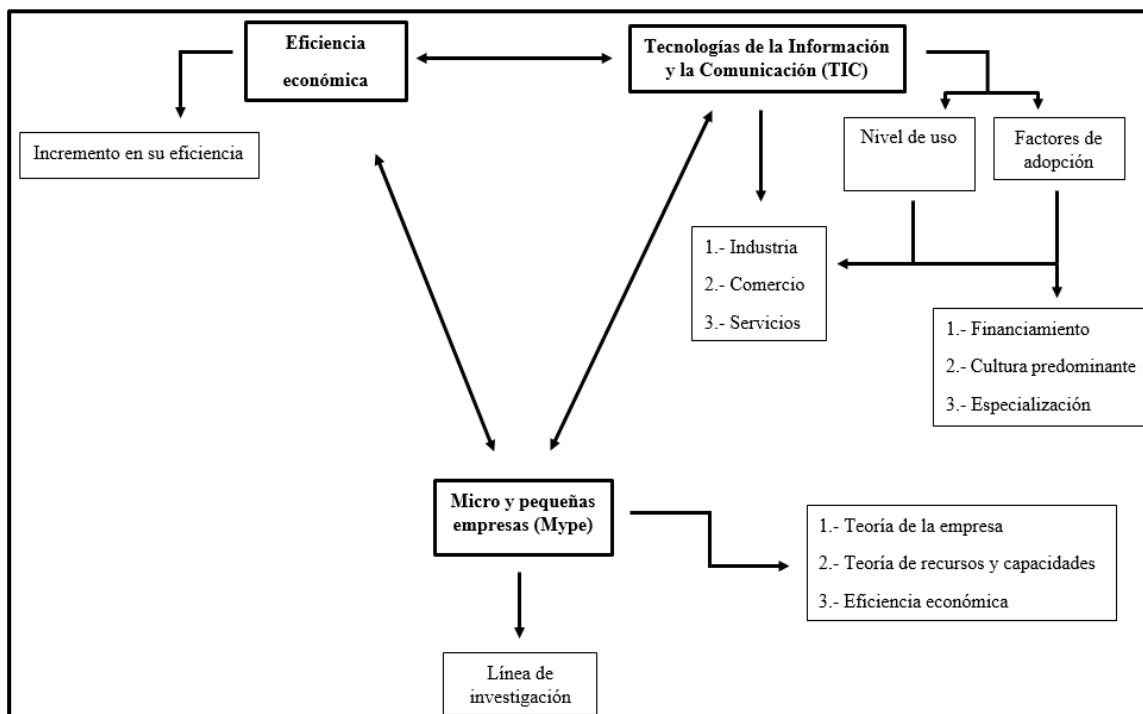 Eficiencia
económica
Tecnologías de la Información
y la Comunicación (TIC)
Incremento en su eficiencia
Nivel de uso
Factores de
adopción
1.- Industria
2.- Comercio
3.- Servicios
1.- Financiamiento
2.- Cultura predominante
3.- Especialización
Micro y pequeñas
empresas (Mype)
1.- Teoría de la empresa
2.- Teoría de recursos y capacidades
3.- Eficiencia económica
Línea de
investigación